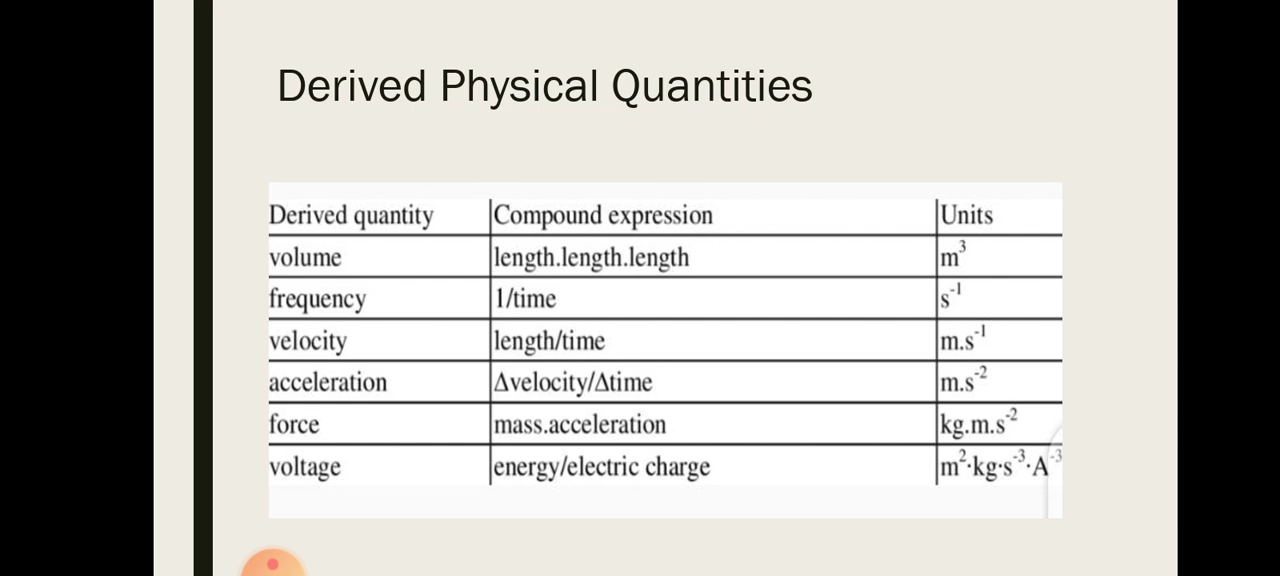 Derived Physical Quantities
Derived quantity Compound expression Units
volume length.length.length m³
frequency 1/time s⁻¹
velocity length/time m.s⁻¹
acceleration Δvelocity/Δtime m.s⁻²
force mass.acceleration kg.m.s⁻²
voltage energy/electric charge m²·kg·s⁻³·A⁻³